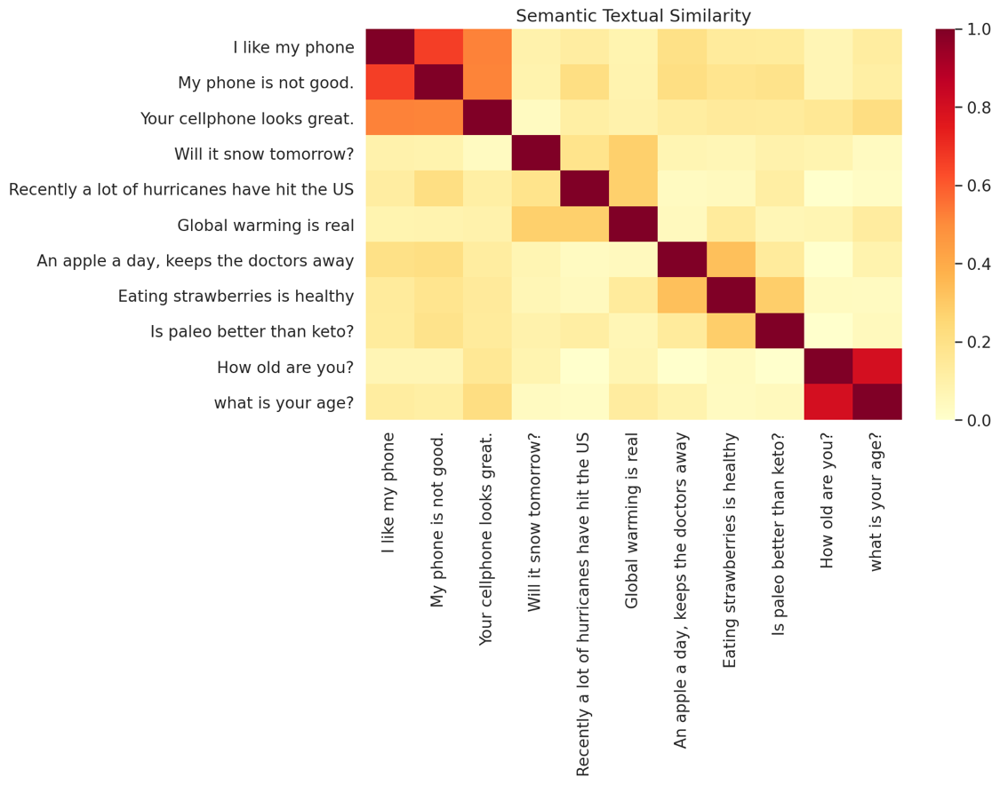 Semantic Textual Similarity
I like my phone
My phone is not good.
Your cellphone looks great.
Will it snow tomorrow?
Recently a lot of hurricanes have hit the US
Global warming is real
An apple a day, keeps the doctors away
Eating strawberries is healthy
Is paleo better than keto?
How old are you?
what is your age?
I like my phone
My phone is not good.
Your cellphone looks great.
Will it snow tomorrow?
Recently a lot of hurricanes have hit the US
Global warming is real
An apple a day, keeps the doctors away
Eating strawberries is healthy
Is paleo better than keto?
How old are you?
what is your age?
1.0
0.8
0.6
0.4
0.2
0.0